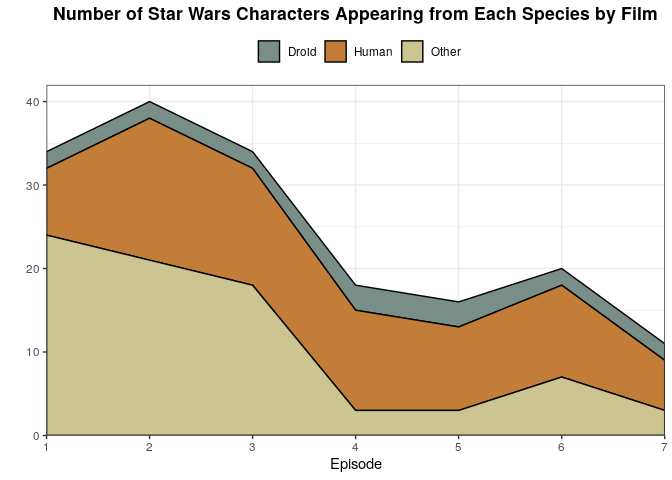 Number of Star Wars Characters Appearing from Each Species by Film
Droid Human Other
40
30
20
10
0
1 2 3 4 5 6 7
Episode